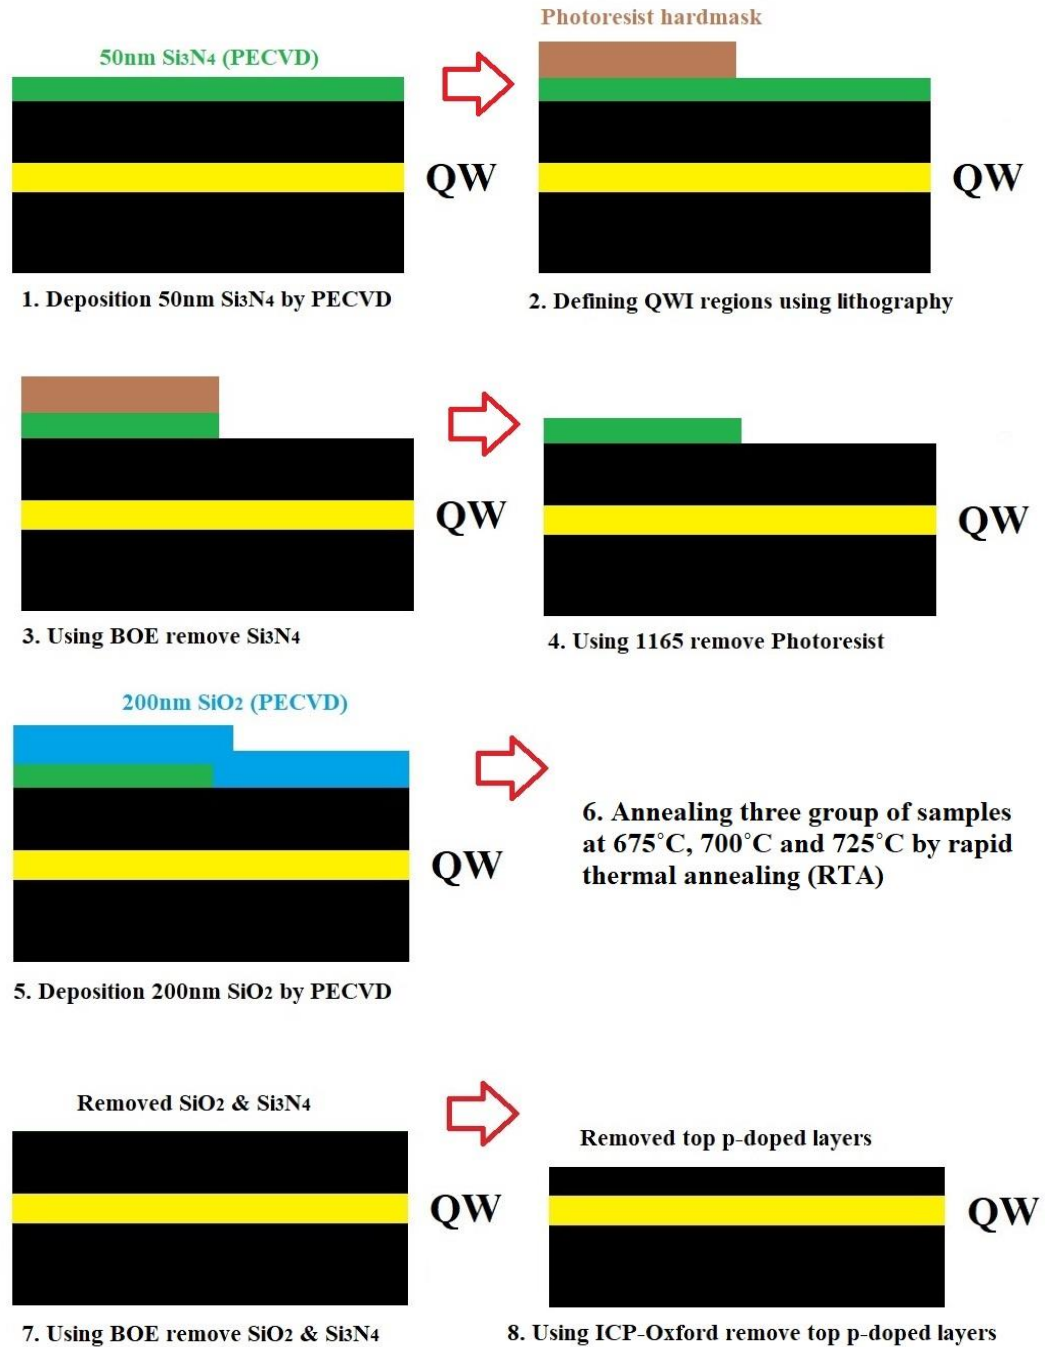 Photoresist hardmask
50nm Si3N4 (PECVD)
QW
QW
1. Deposition 50nm Si3N4 by PECVD
2. Defining QWI regions using lithography
QW
QW
3. Using BOE remove Si3N4
4. Using 1165 remove Photoresist
200nm SiO2 (PECVD)
QW
6. Annealing three group of samples
at 675˚C, 700˚C and 725˚C by rapid
thermal annealing (RTA)
5. Deposition 200nm SiO2 by PECVD
Removed SiO2 & Si3N4
Removed top p-doped layers
QW
QW
7. Using BOE remove SiO2 & Si3N4
8. Using ICP-Oxford remove top p-doped layers